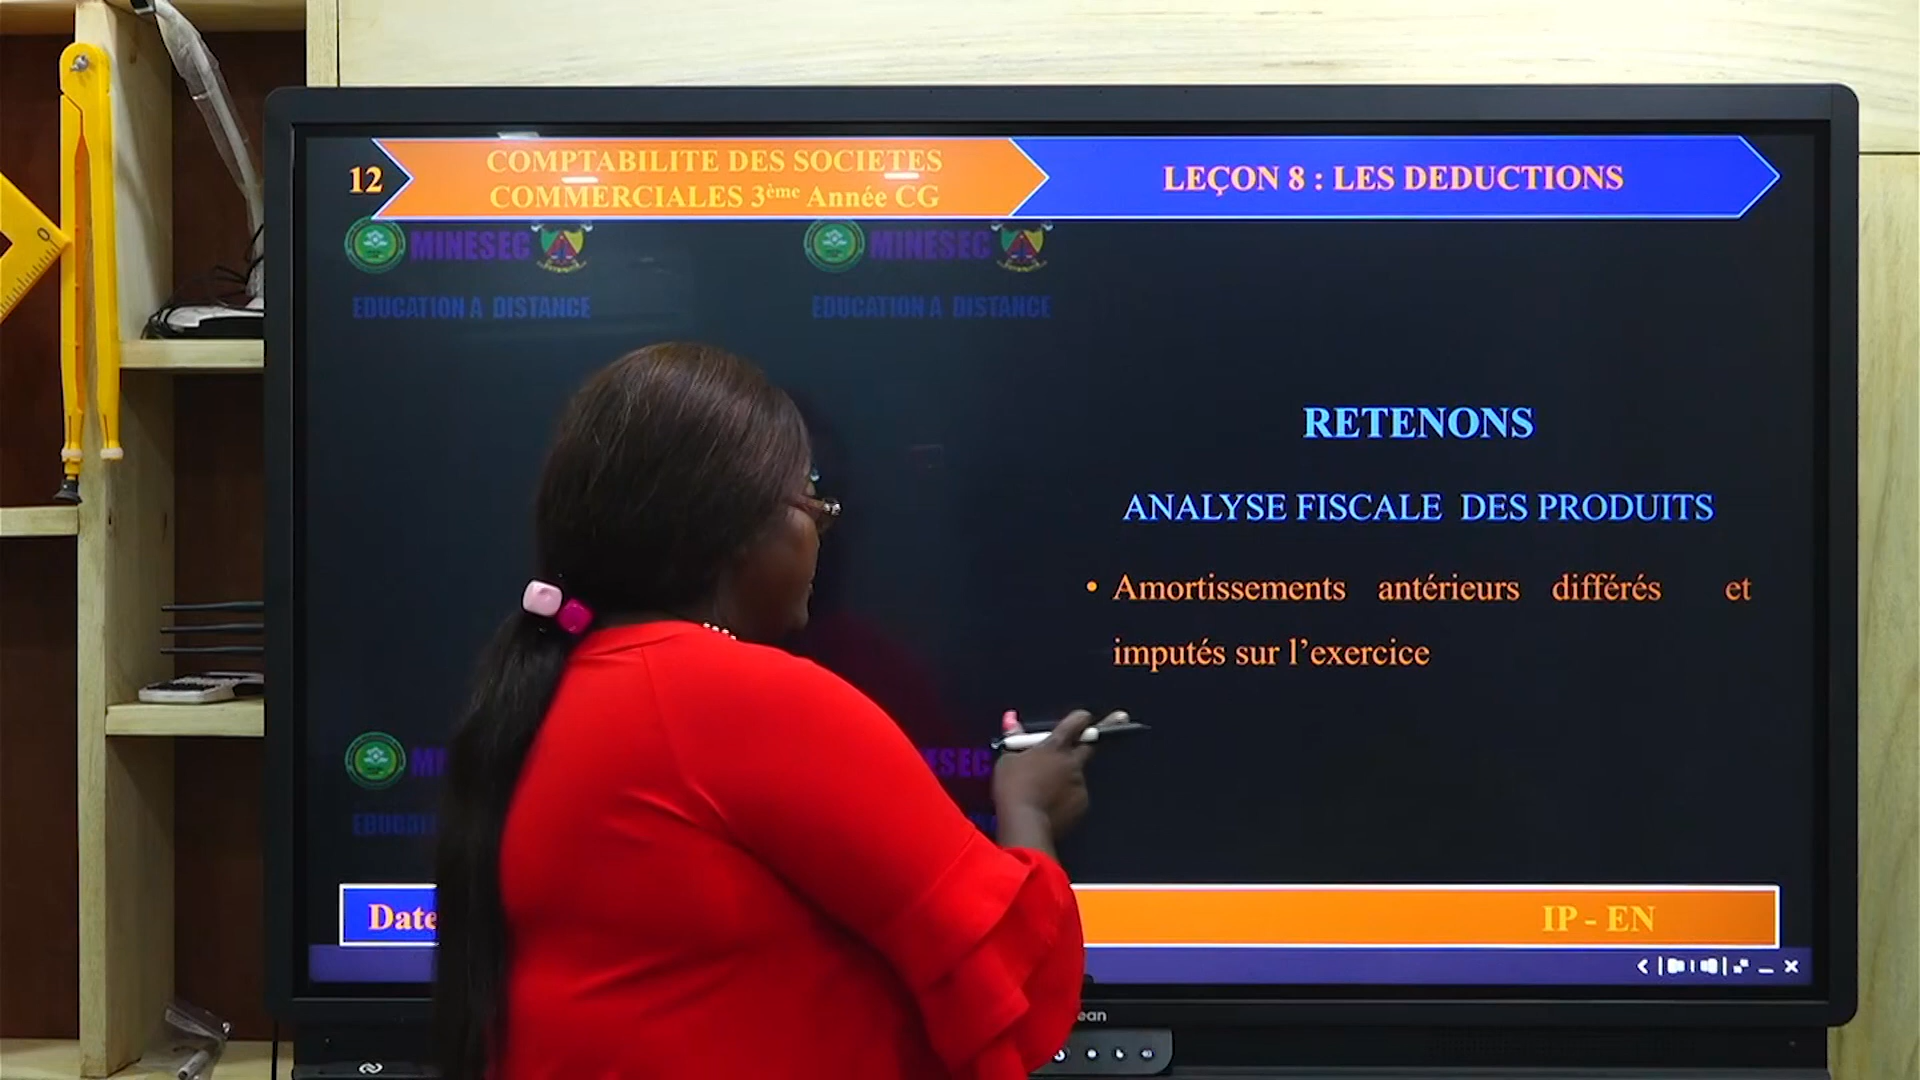 12
COMPTABILITE DES SOCIETES
COMMERCIALES 3ème Année CG
LEÇON 8 : LES DEDUCTIONS
MINESEC
MINESEC
EDUCATION A DISTANCE
EDUCATION A DISTANCE
RETENONS
ANALYSE FISCALE DES PRODUITS
• Amortissements antérieurs différés et
imputés sur l'exercice
Date
IP - EN